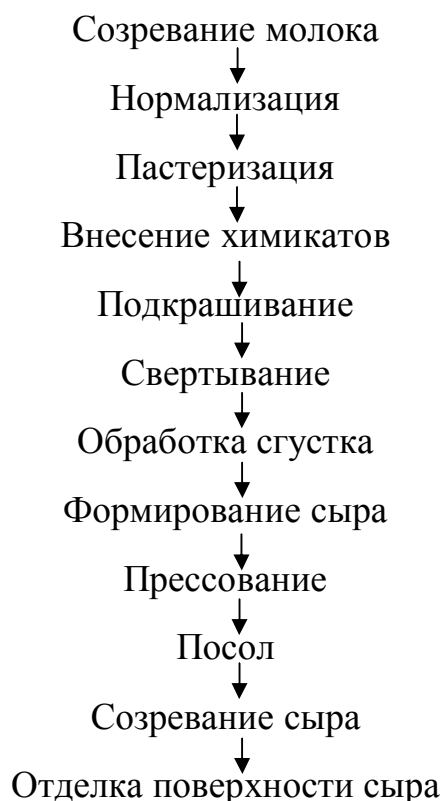 Созревание молока
Нормализация
Пастеризация
Внесение химикатов
Подкрашивание
Свертывание
Обработка сгустка
Формирование сыра
Прессование
Посол
Созревание сыра
Отделка поверхности сыра